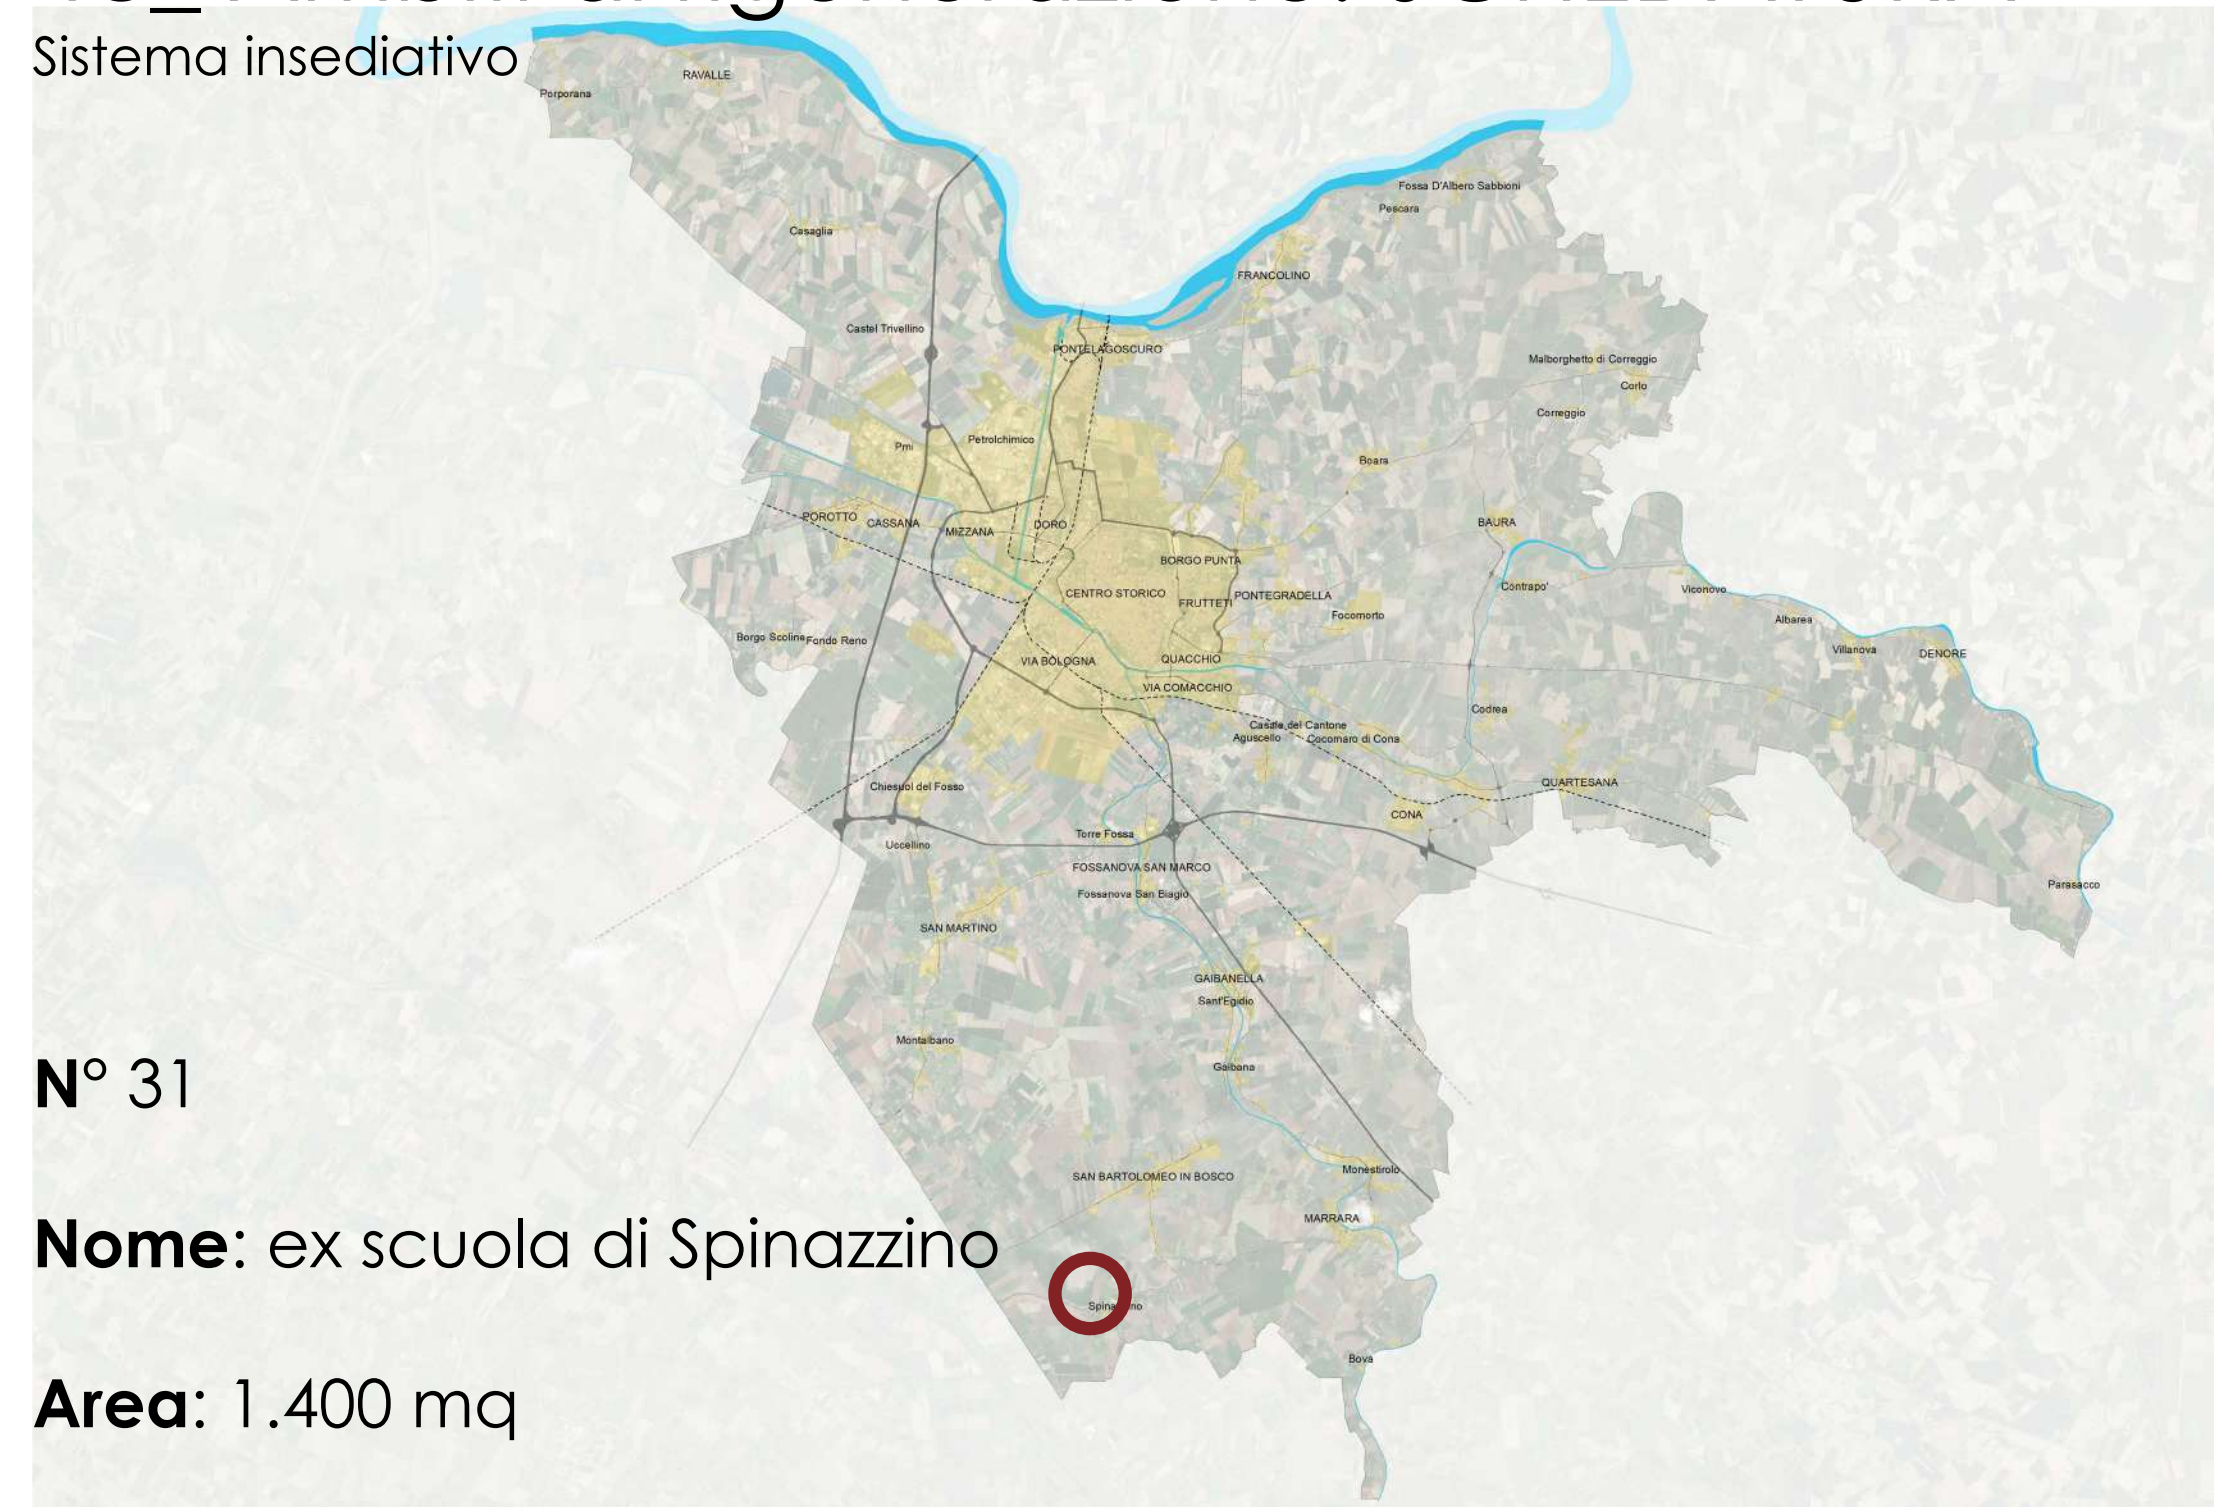 Sistema insediativo
RAVALLE
Porporana
Fossa D'Albero Sabbioni
Pescara
Casaglia
FRANCOLINO
Castel Trivellino
PONTELAGOSCURO
Malborghetto di Correggio
Corlo
Correggio
Petrolchimico
Pmi
Boara
POROTTO
CASSANA
MIZZANA
DORO
BAURA
BORGO PUNTA
CENTRO STORICO
FRUTTETI
PONTEGRADELLA
Contrapo'
Viconovo
Focomorto
Albarea
Borgo Scoline
Fondo Reno
Villanova
DENORE
VIA BOLOGNA
QUACCHIO
VIA COMACCHIO
Codrea
Casale del Cantone
Aguscello
Cocomaro di Cona
Chiesuol del Fosso
QUARTESANA
CONA
Torre Fossa
Uccellino
FOSSANOVA SAN MARCO
Parasacco
Fossanova San Biagio
SAN MARTINO
GAIBANELLA
Sant'Egidio
Montalbano
Gaibana
N° 31
Monestirolo
SAN BARTOLOMEO IN BOSCO
MARRARA
Nome: ex scuola di Spinazzino
Bova
Area: 1.400 mq